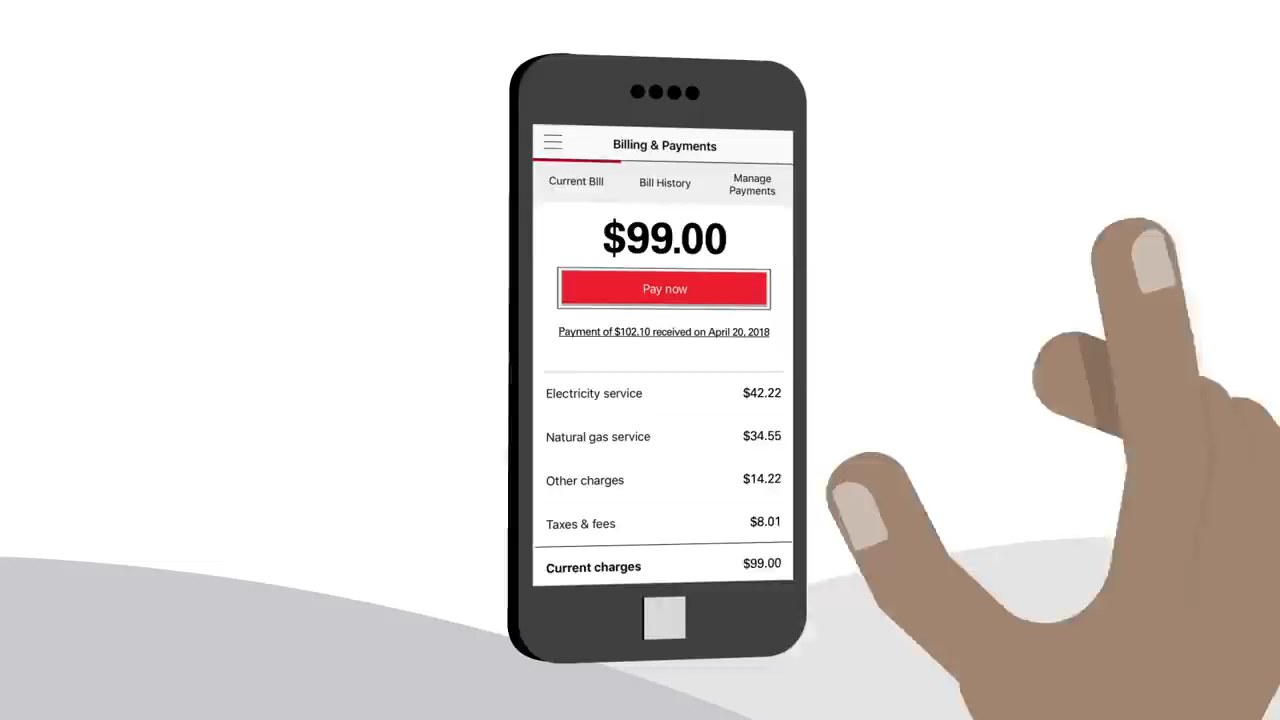 Billing & Payments
Current Bill
Bill History
Manage
Payments
$99.00
Pay now
Payment of $102.10 received on April 20, 2018
Electricity service $42.22
Natural gas service $34.55
Other charges $14.22
Taxes & fees $8.01
Current charges $99.00